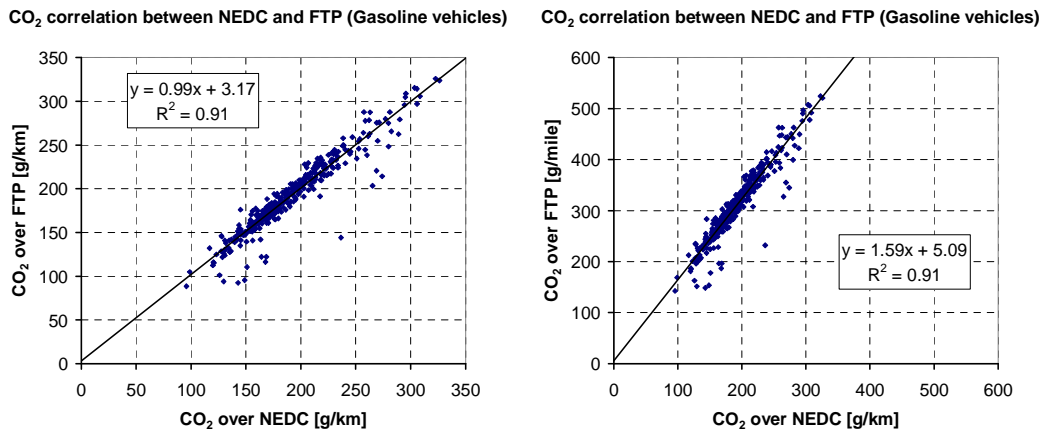 CO2 correlation between NEDC and FTP (Gasoline vehicles)
350
300
250
200
150
100
50
0
CO2 over FTP [g/km]
y = 0.99x + 3.17
R2 = 0.91
0 50 100 150 200 250 300 350
CO2 over NEDC [g/km]
CO2 correlation between NEDC and FTP (Gasoline vehicles)
600
500
400
300
200
100
0
CO2 over FTP [g/mile]
y = 1.59x + 5.09
R2 = 0.91
0 100 200 300 400 500 600
CO2 over NEDC [g/km]